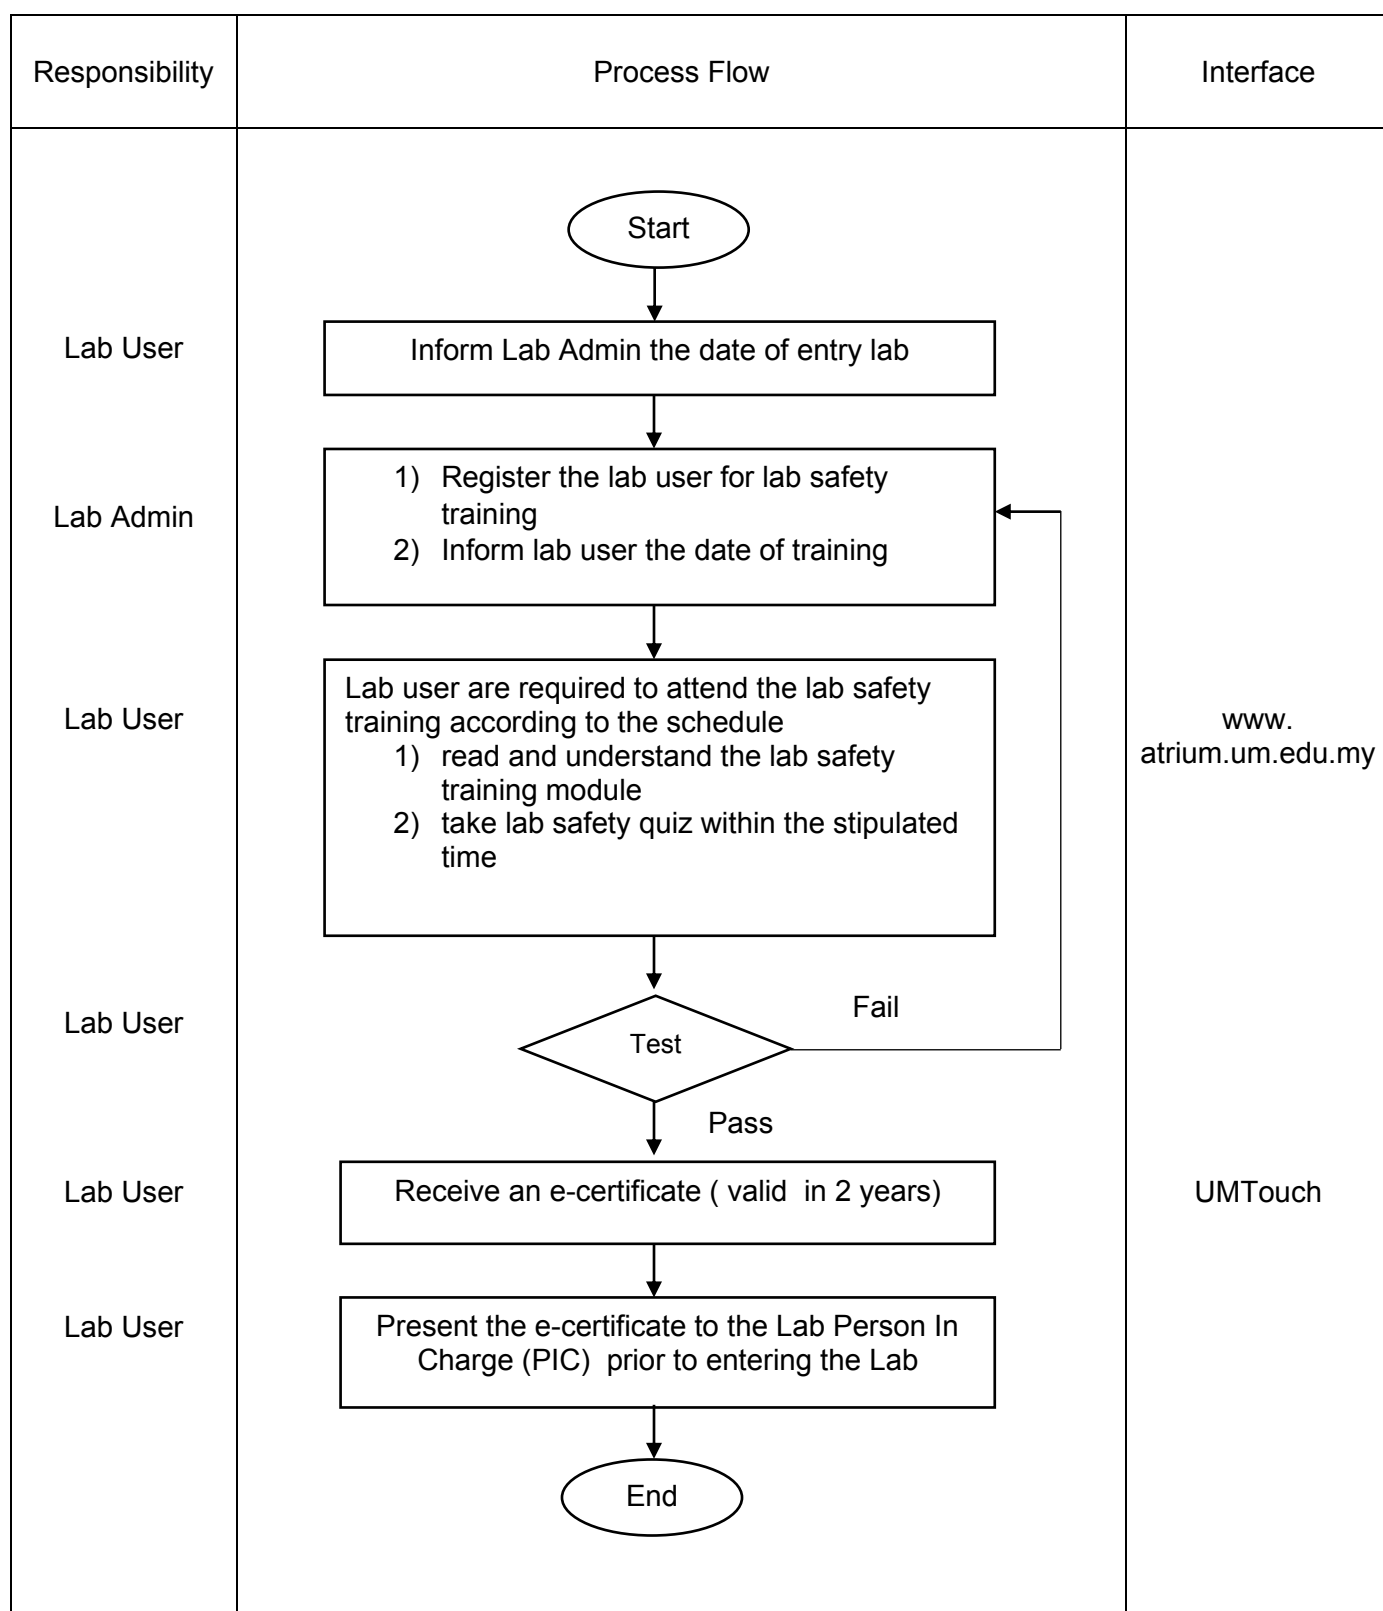 Responsibility
Process Flow
Interface
Start
Lab User
Inform Lab Admin the date of entry lab
Lab Admin
1) Register the lab user for lab safety
training
2) Inform lab user the date of training
Lab User
Lab user are required to attend the lab safety
training according to the schedule
1) read and understand the lab safety
training module
2) take lab safety quiz within the stipulated
time
www.
atrium.um.edu.my
Lab User
Test
Fail
Pass
Lab User
Receive an e-certificate ( valid in 2 years)
UMTouch
Lab User
Present the e-certificate to the Lab Person In
Charge (PIC) prior to entering the Lab
End